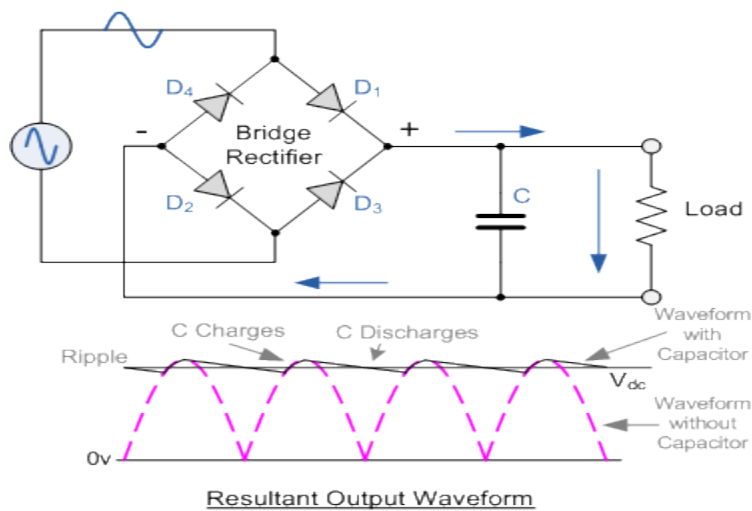 D4
D1
-
Bridge
Rectifier
+
D2
D3
C
Load
C Charges
C Discharges
Waveform
with
Capacitor
Ripple
Vdc
Waveform
without
Capacitor
0v
Resultant Output Waveform